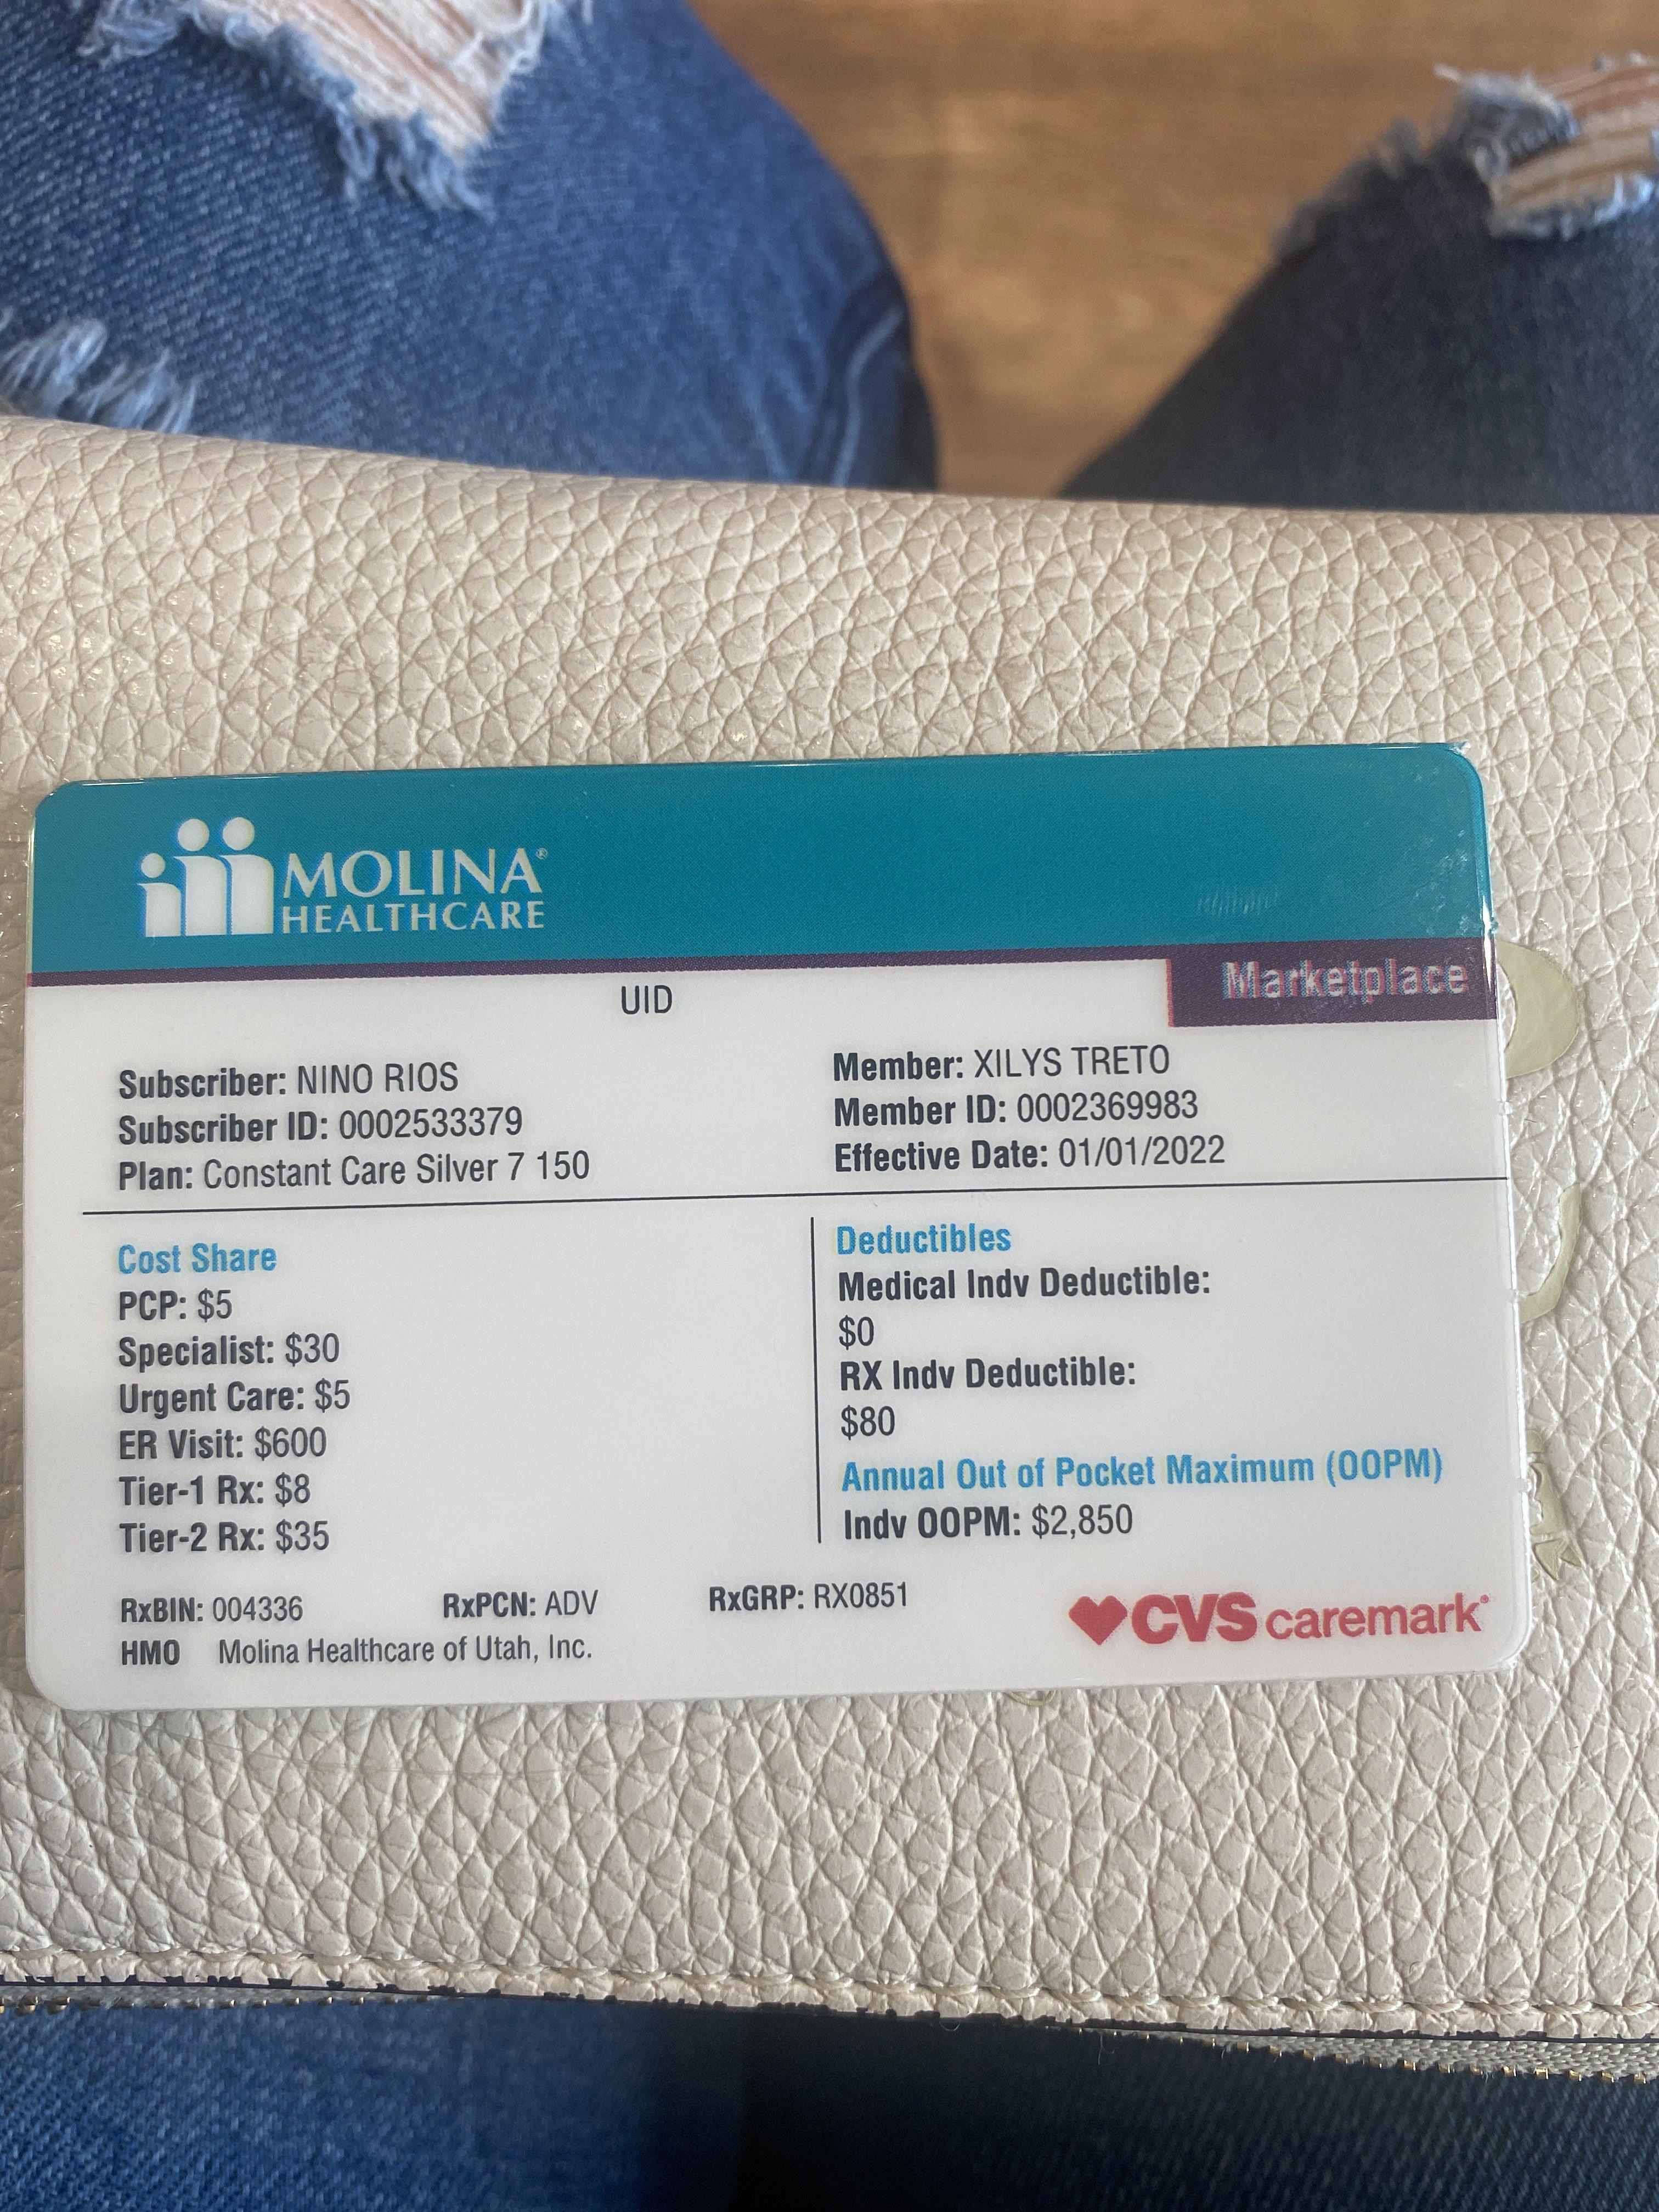 MOLINA®
HEALTHCARE
Marketplace
UID
Subscriber: NINO RIOS
Subscriber ID: 0002533379
Plan: Constant Care Silver 7 150
Member: XILYS TRETO
Member ID: 0002369983
Effective Date: 01/01/2022
Cost Share
PCP: $5
Specialist: $30
Urgent Care: $5
ER Visit: $600
Tier-1 Rx: $8
Tier-2 Rx: $35
Deductibles
Medical Indv Deductible:
$0
RX Indv Deductible:
$80
Annual Out of Pocket Maximum (OOPM)
Indv OOPM: $2,850
RxBIN: 004336 RxPCN: ADV RxGRP: RX0851
HMO Molina Healthcare of Utah, Inc.
CVS caremark®